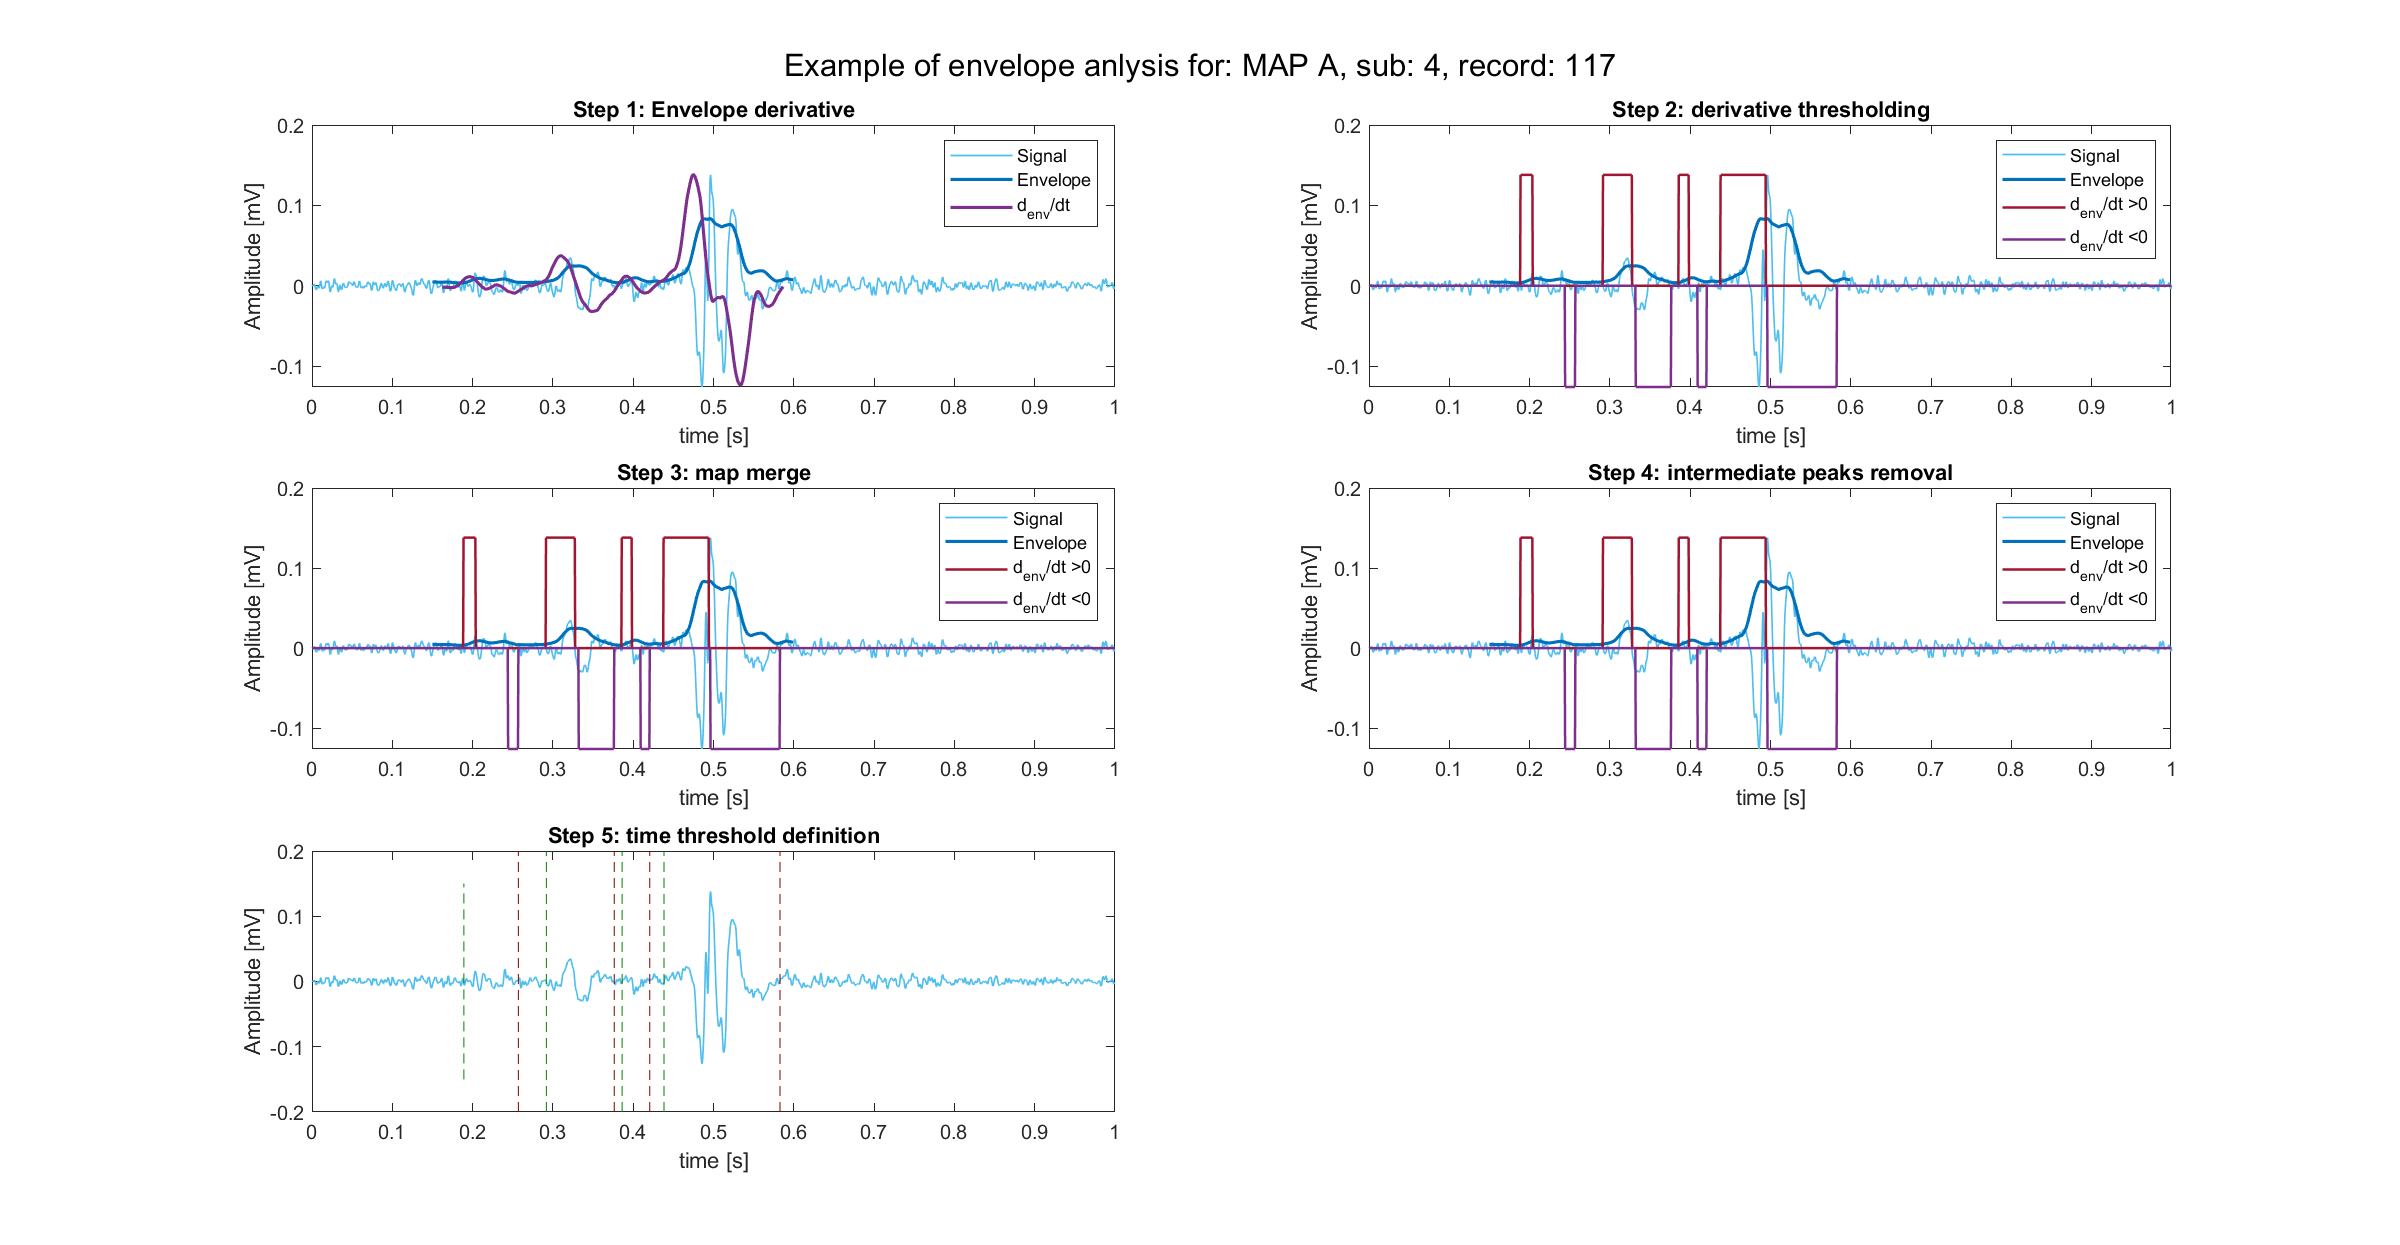 Example of envelope anlysis for: MAP A, sub: 4, record: 117
Step 1: Envelope derivative
0.2
0.1
0
-0.1
Amplitude [mV]
Signal
Envelope
d_env/dt
0 0.1 0.2 0.3 0.4 0.5 0.6 0.7 0.8 0.9 1
time [s]
Step 2: derivative thresholding
0.2
0.1
0
-0.1
Amplitude [mV]
Signal
Envelope
d_env/dt >0
d_env/dt <0
0 0.1 0.2 0.3 0.4 0.5 0.6 0.7 0.8 0.9 1
time [s]
Step 3: map merge
0.2
0.1
0
-0.1
Amplitude [mV]
Signal
Envelope
d_env/dt >0
d_env/dt <0
0 0.1 0.2 0.3 0.4 0.5 0.6 0.7 0.8 0.9 1
time [s]
Step 4: intermediate peaks removal
0.2
0.1
0
-0.1
Amplitude [mV]
Signal
Envelope
d_env/dt >0
d_env/dt <0
0 0.1 0.2 0.3 0.4 0.5 0.6 0.7 0.8 0.9 1
time [s]
Step 5: time threshold definition
0.2
0.1
0
-0.1
-0.2
Amplitude [mV]
0 0.1 0.2 0.3 0.4 0.5 0.6 0.7 0.8 0.9 1
time [s]